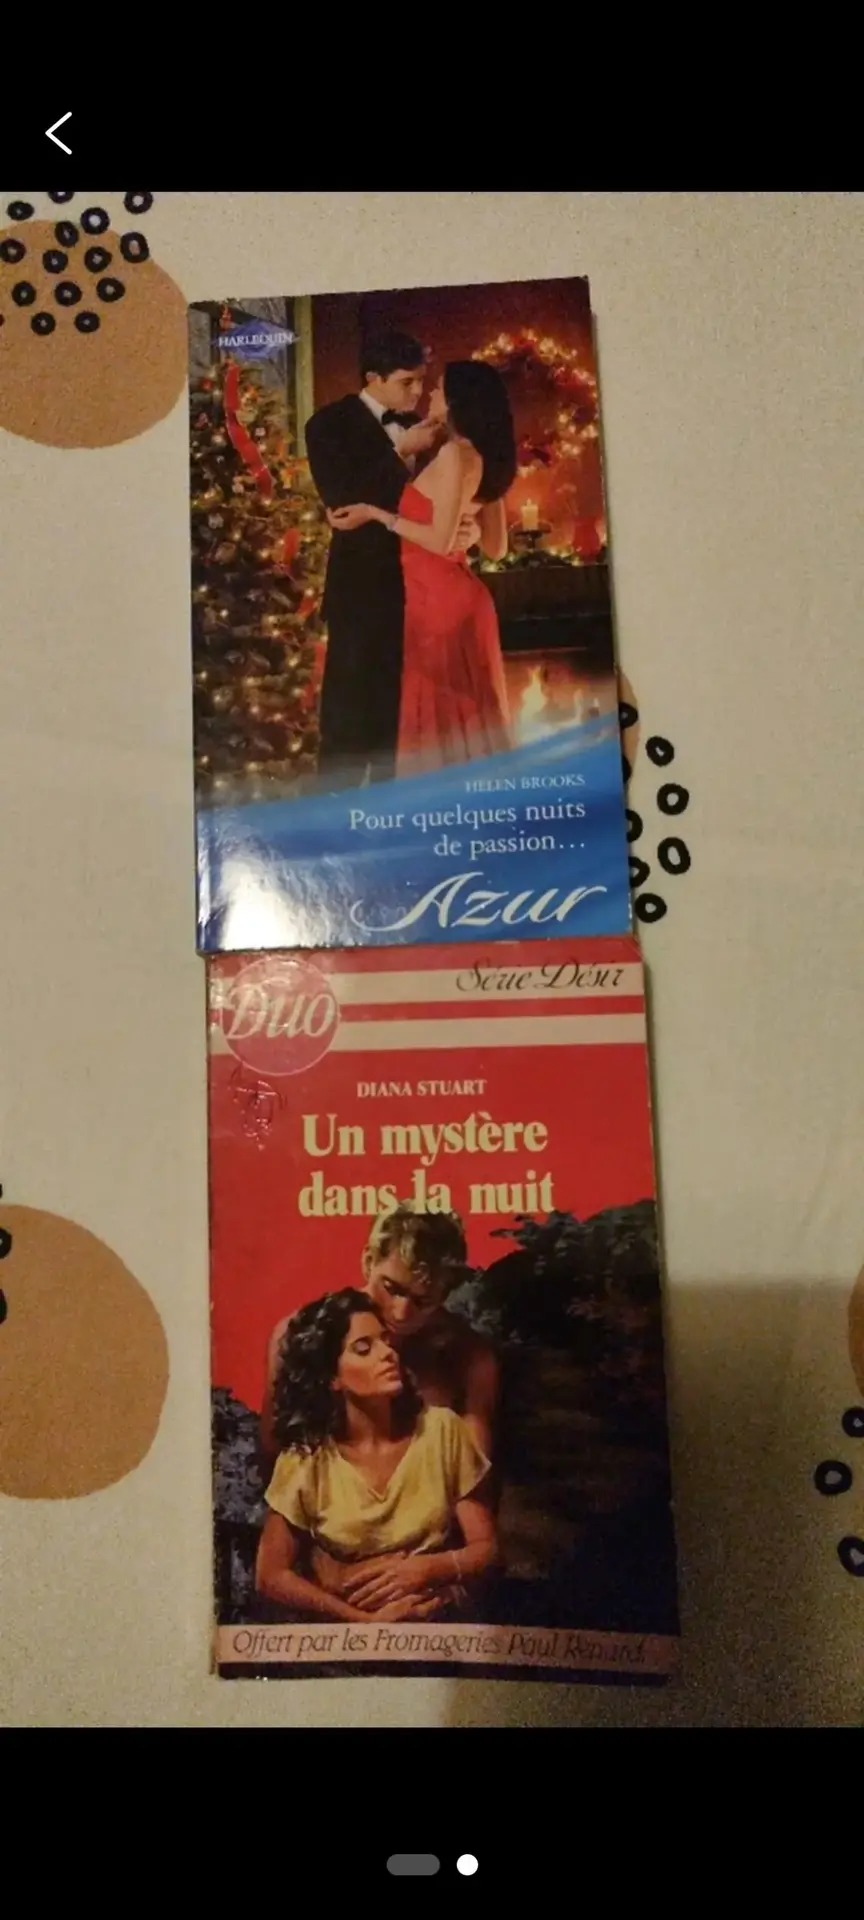 HARLEQUIN
HELEN BROOKS
Pour quelques nuits
de passion...
Azur
Série Désir
Duo
DIANA STUART
Un mystère
dans la nuit
Offert par les Fromageries Paul Renard.